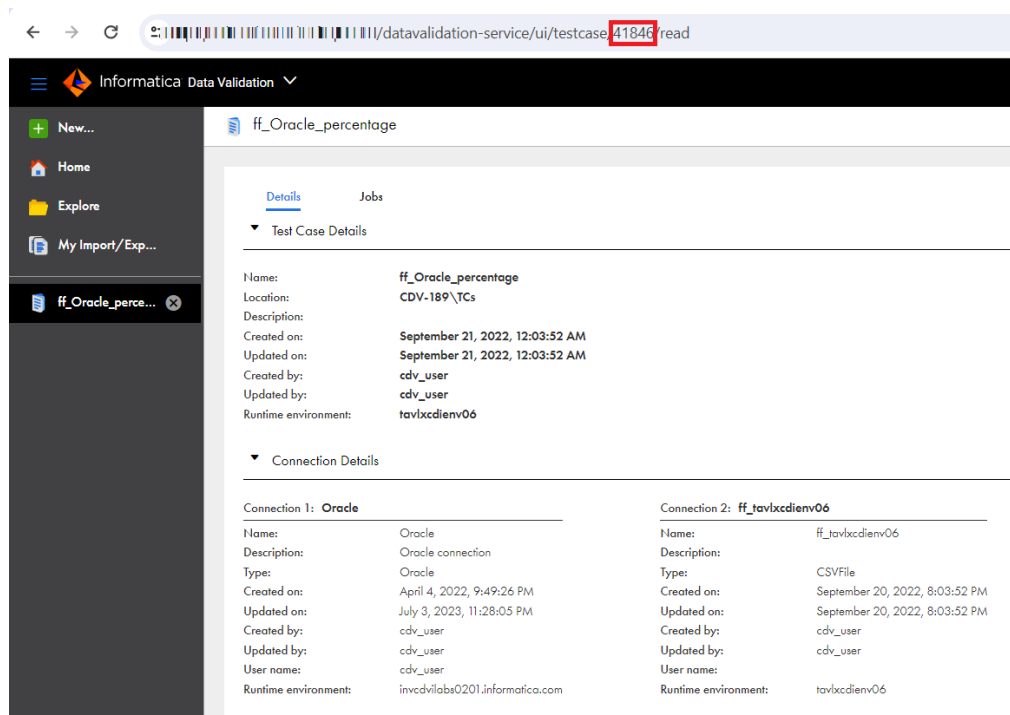 /datavalidation-service/ui/testcase/41846/read
Informatica Data Validation
New...
Home
Explore
My Import/Exp...
ff_Oracle_perce...
ff_Oracle_percentage
Details Jobs
Test Case Details
Name: ff_Oracle_percentage
Location: CDV-189\TCs
Description:
Created on: September 21, 2022, 12:03:52 AM
Updated on: September 21, 2022, 12:03:52 AM
Created by: cdv_user
Updated by: cdv_user
Runtime environment: tavlxcdienv06
Connection Details
Connection 1: Oracle
Name: Oracle
Description: Oracle connection
Type: Oracle
Created on: April 4, 2022, 9:49:26 PM
Updated on: July 3, 2023, 11:28:05 PM
Created by: cdv_user
Updated by: cdv_user
User name: cdv_user
Runtime environment: invcdvilabs0201.informatica.com
Connection 2: ff_tavlxcdienv06
Name: ff_tavlxcdienv06
Description:
Type: CSVFile
Created on: September 20, 2022, 8:03:52 PM
Updated on: September 20, 2022, 8:03:52 PM
Created by: cdv_user
Updated by: cdv_user
User name:
Runtime environment: tavlxcdienv06